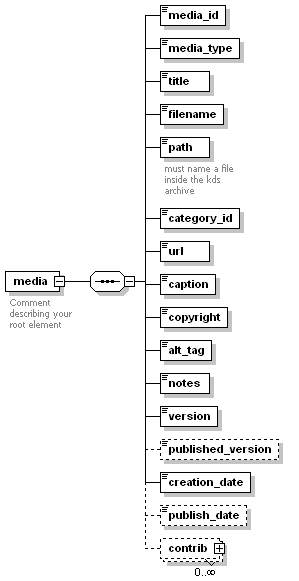 media_id
media_type
title
filename
path
must name a file
inside the kds
archive
category_id
url
media
Comment
describing your
root element
caption
copyright
alt_tag
notes
version
published_version
creation_date
publish_date
contrib
0..∞